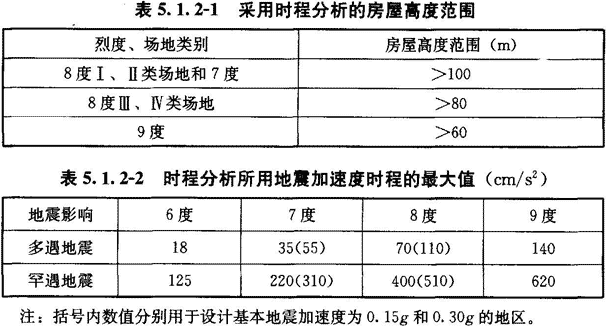 表 5.1.2-1 采用时程分析的房屋高度范围
烈度、场地类别 房屋高度范围（m）
8度Ⅰ、Ⅱ类场地和7度 ＞100
8度Ⅲ、Ⅳ类场地 ＞80
9度 ＞60
表 5.1.2-2 时程分析所用地震加速度时程的最大值（cm/s²）
地震影响 6度 7度 8度 9度
多遇地震 18 35(55) 70(110) 140
罕遇地震 125 220(310) 400(510) 620
注：括号内数值分别用于设计基本地震加速度为0.15g和0.30g的地区。